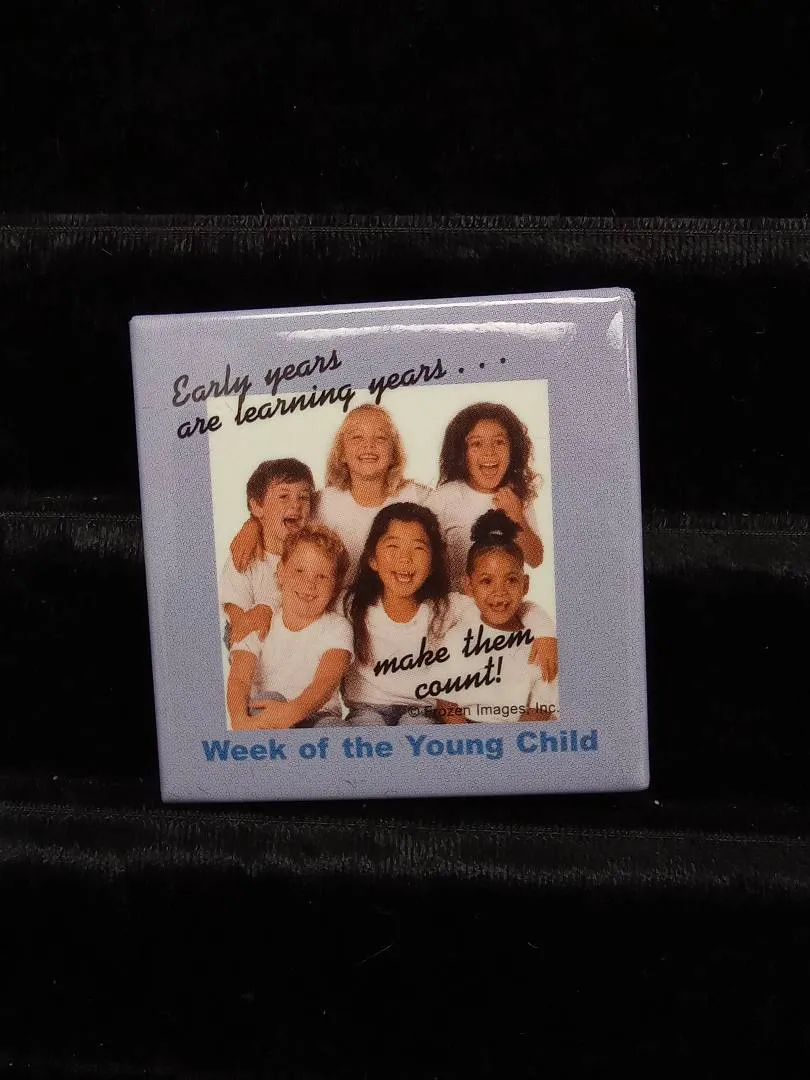 Early years
are learning years . . .
make them
count!
© Frozen Images, Inc.
Week of the Young Child